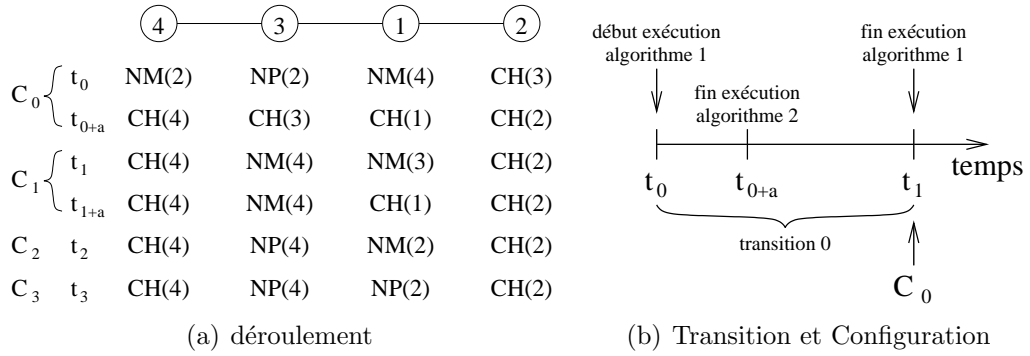 4 3 1 2
C0 t0 NM(2) NP(2) NM(4) CH(3)
t0+a CH(4) CH(3) CH(1) CH(2)
C1 t1 CH(4) NM(4) NM(3) CH(2)
t1+a CH(4) NM(4) CH(1) CH(2)
C2 t2 CH(4) NP(4) NM(2) CH(2)
C3 t3 CH(4) NP(4) NP(2) CH(2)
(a) déroulement
début exécution
algorithme 1
fin exécution
algorithme 1
fin exécution
algorithme 2
temps
t0 t0+a t1
transition 0
C0
(b) Transition et Configuration